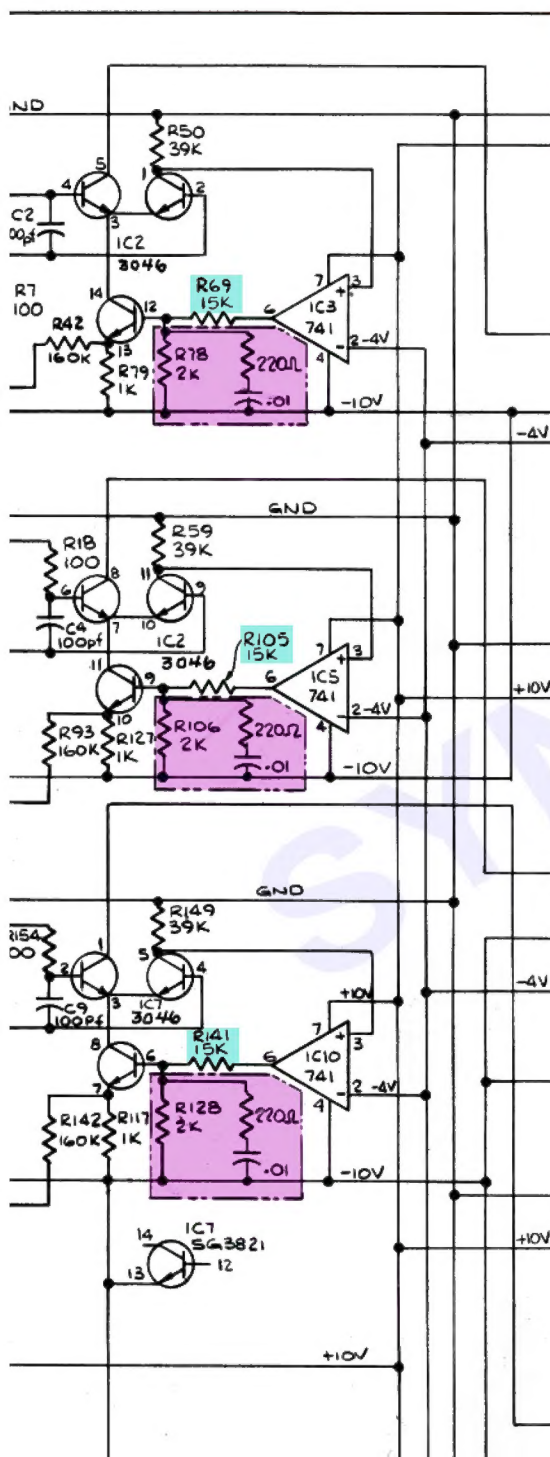 GND
R50
39K
5
1
4
2
C2
3
IC2
3046
R7
100
14
12
R69
15K
6
7
3
+
IC3
741
2 -4V
4
R42
160K
13
R79
1K
R78
2K
220Ω
.01
-10V
-4V
GND
R59
39K
R18
100
8
11
6
9
C4
100pf
7
10
IC2
3046
R105
15K
11
9
6
7
3
+
IC5
741
2 -4V
4
+10V
R93
160K
10
R127
1K
R106
2K
220Ω
.01
-10V
GND
R149
39K
R154
1
5
2
4
C9
100pf
3
IC7
3046
+10V
-4V
R141
15K
8
6
6
7
3
+
IC10
741
2 -4V
4
7
R142
160K
R117
1K
R128
2K
220Ω
.01
-10V
IC7
SG3821
14
12
13
+10V
+10V
SYN